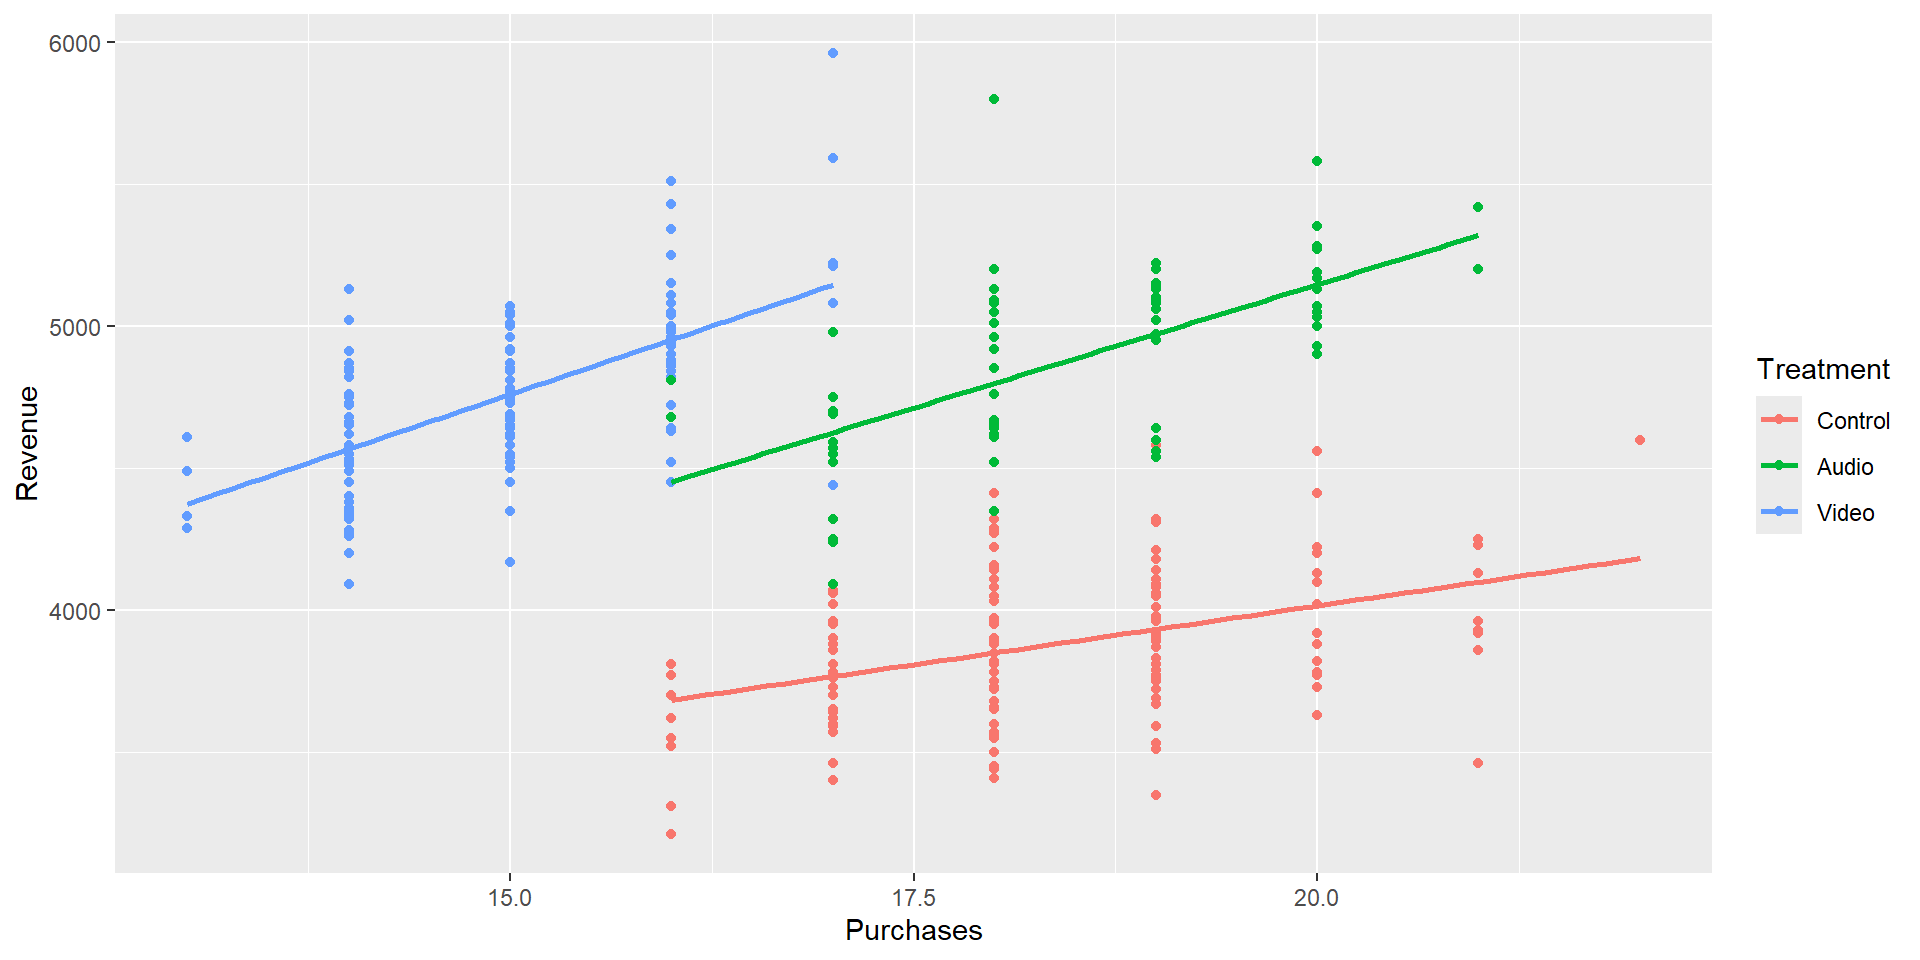 6000
5000
4000
Revenue
15.0
17.5
20.0
Purchases
Treatment
Control
Audio
Video